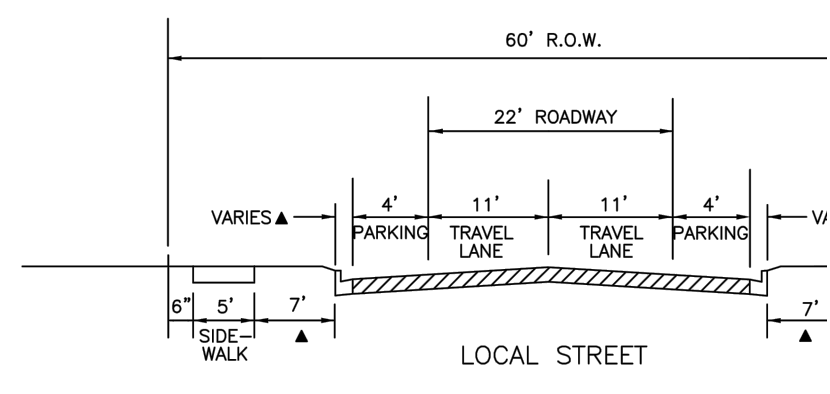 60' R.O.W.
22' ROADWAY
VARIES▲ 4' 11' 11' 4' VA
PARKING TRAVEL LANE TRAVEL LANE PARKING
6" 5' 7' 7'
SIDE-
WALK ▲ ▲
LOCAL STREET